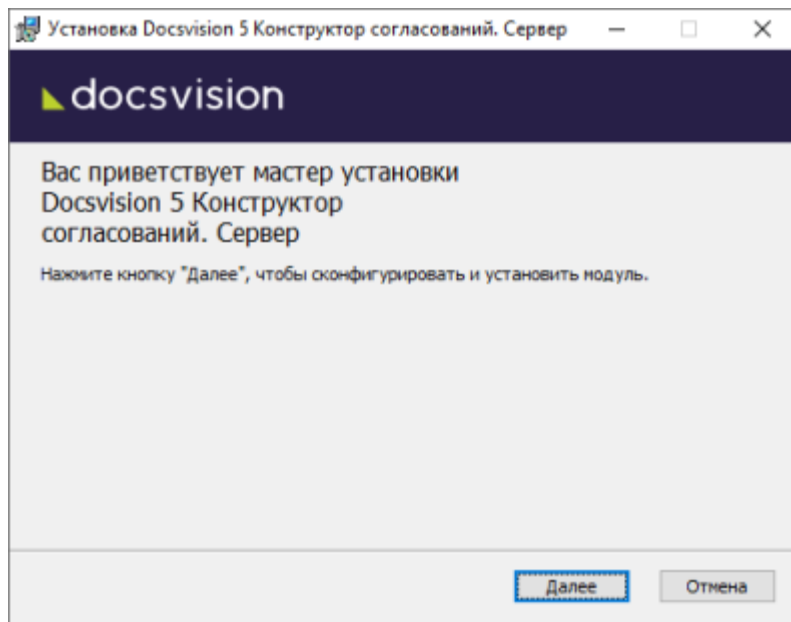 Установка Docsvision 5 Конструктор согласований. Сервер
docsvision
Вас приветствует мастер установки
Docsvision 5 Конструктор
согласований. Сервер
Нажмите кнопку "Далее", чтобы сконфигурировать и установить модуль.
Далее
Отмена